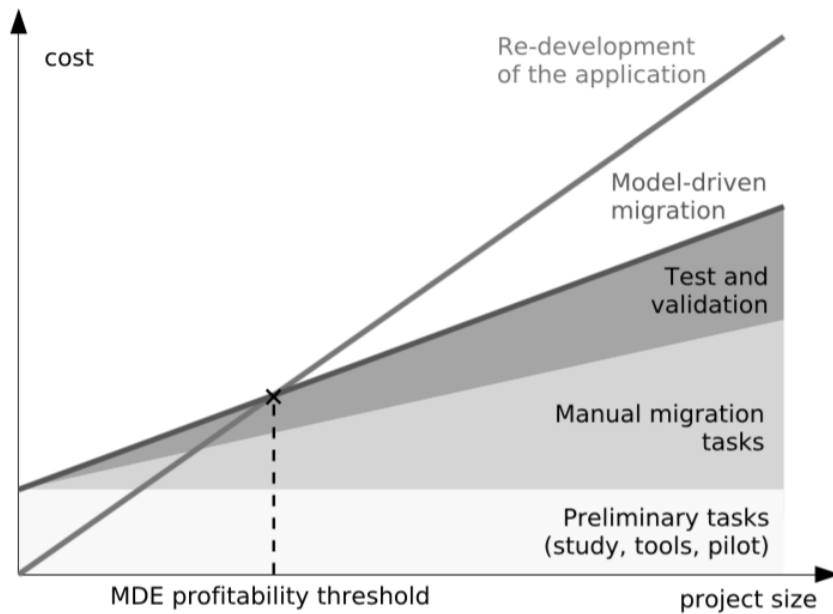 cost
Re-development
of the application
Model-driven
migration
Test and
validation
Manual migration
tasks
Preliminary tasks
(study, tools, pilot)
MDE profitability threshold
project size